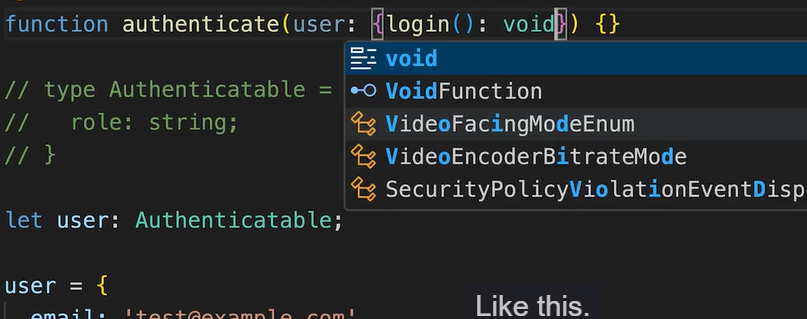 function authenticate(user: {login(): void}) {}
void
VoidFunction
// type Authenticatable =
VideoFacingModeEnum
// role: string;
VideoEncoderBitrateMode
// }
SecurityPolicyViolationEventDisp
let user: Authenticatable;
user = {
email: 'test@example.com'
Like this.